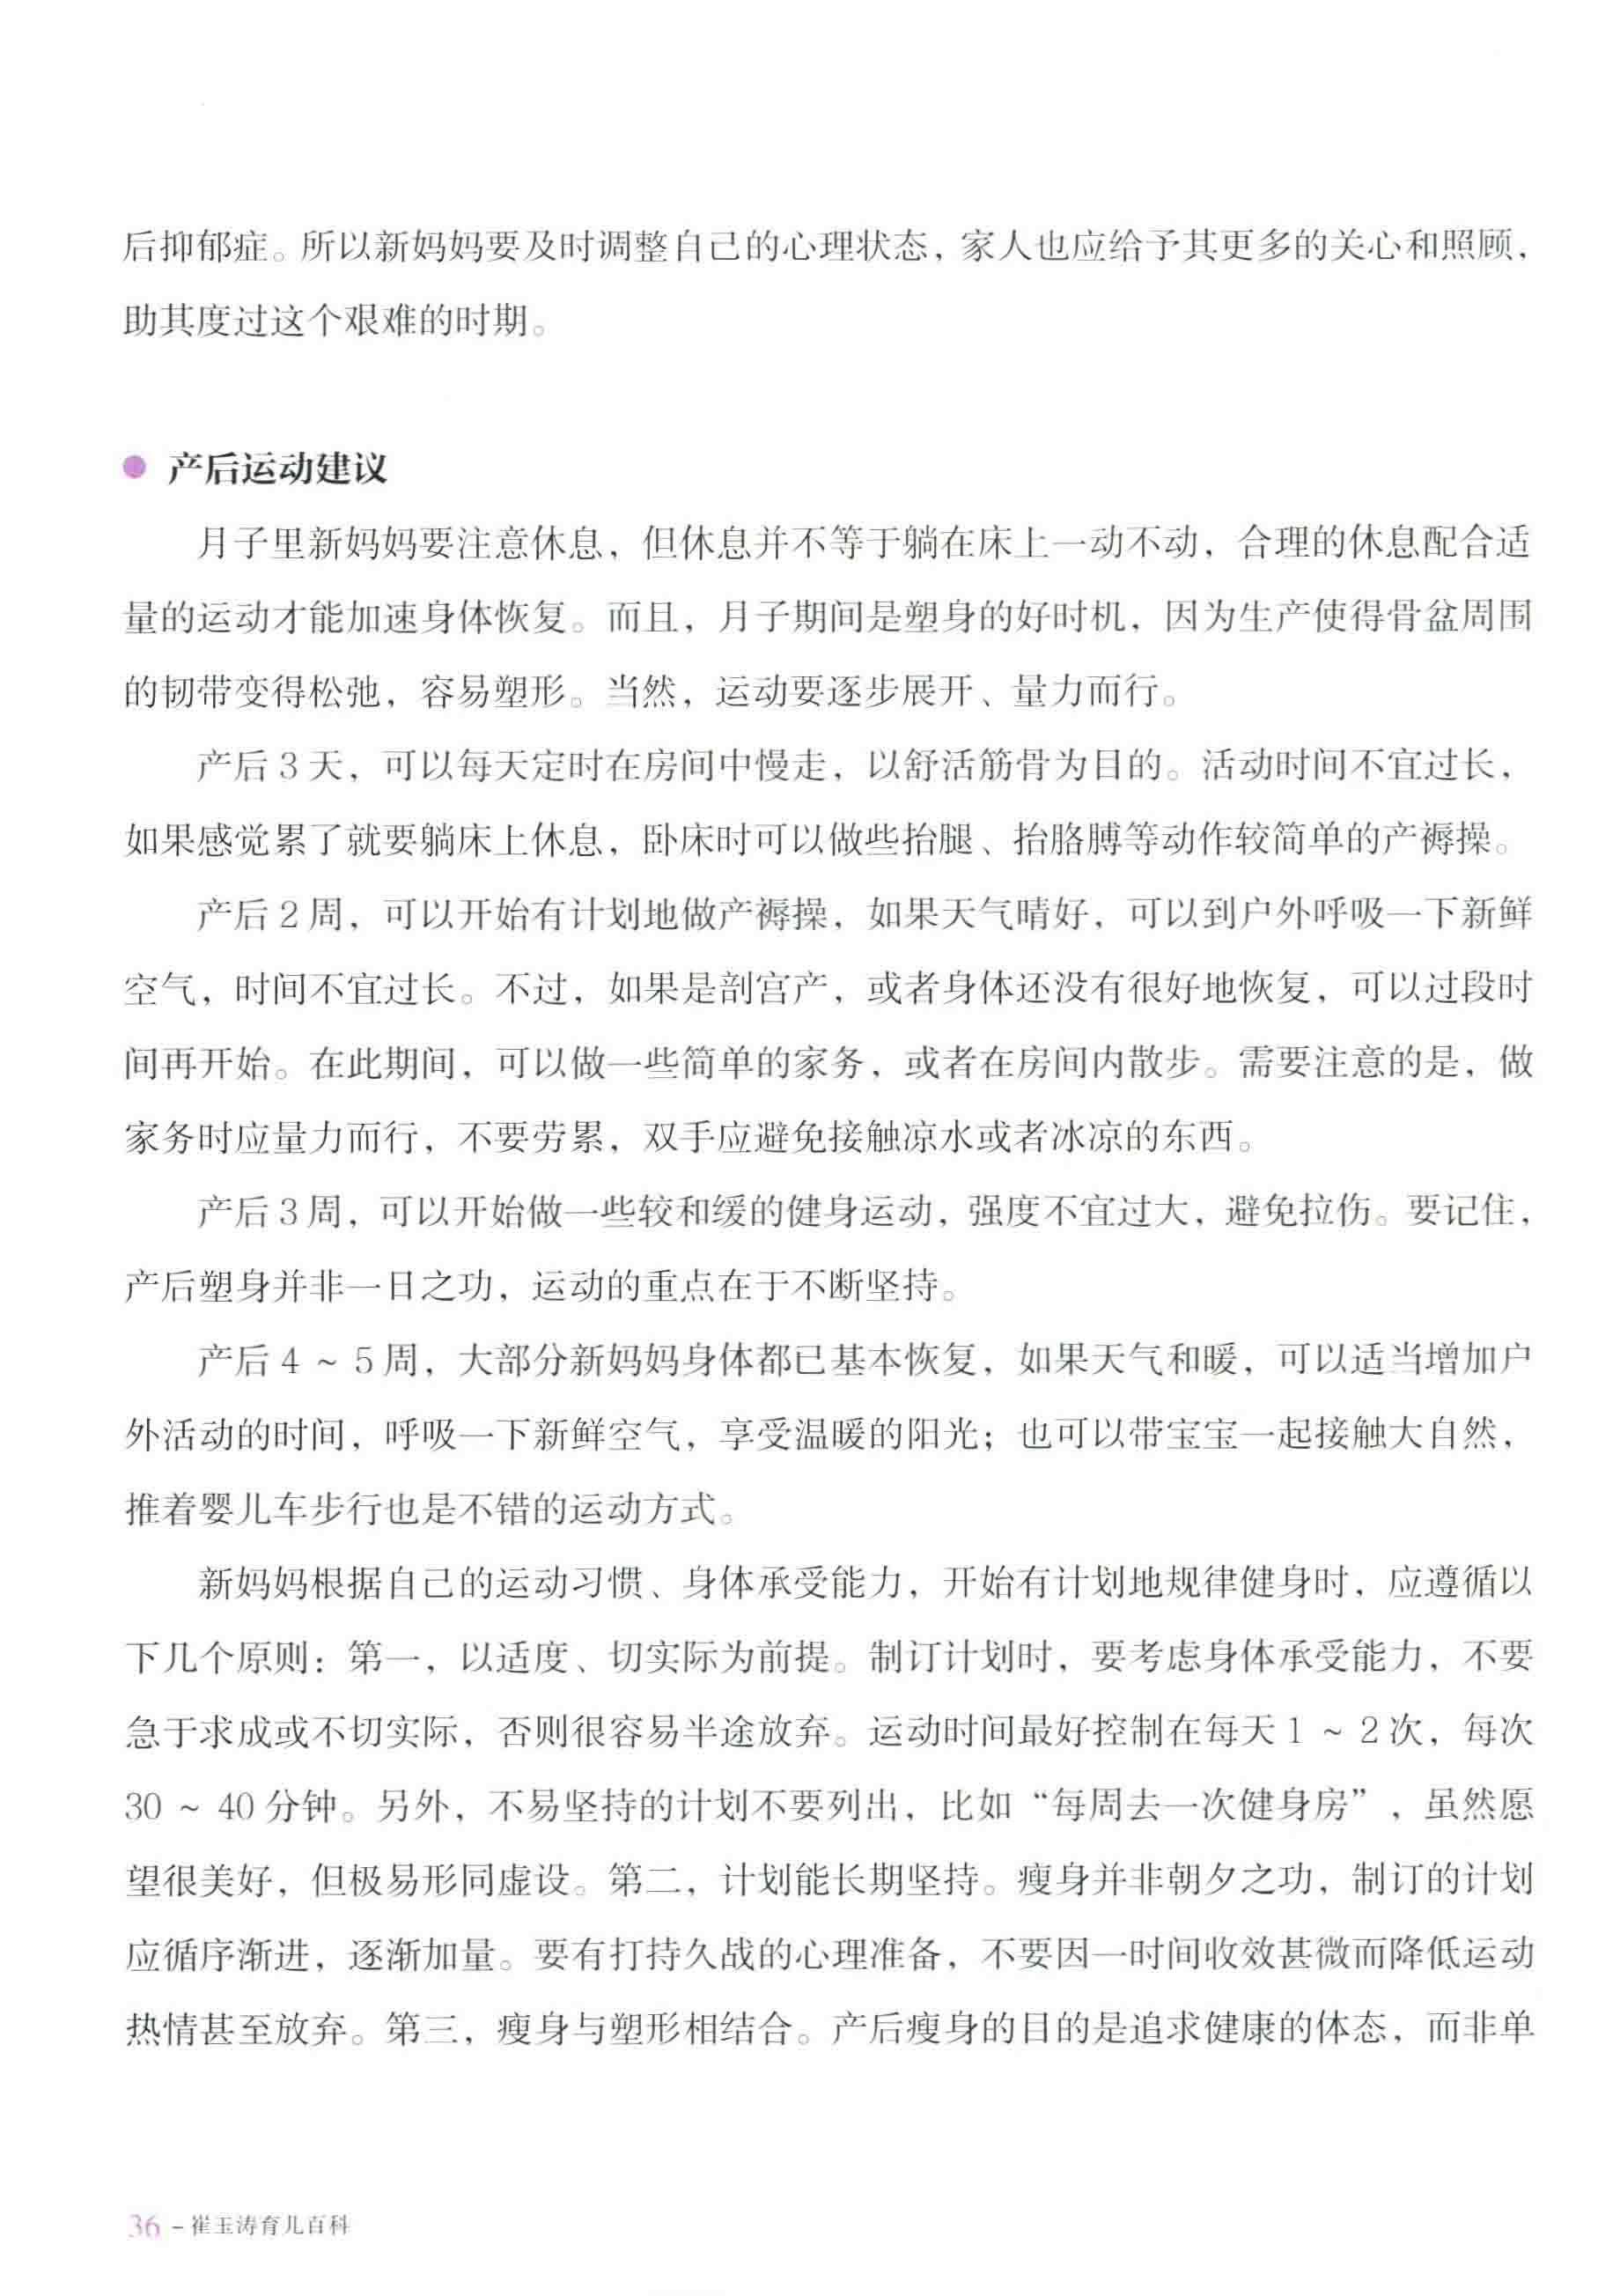 后抑郁症。所以新妈妈要及时调整自己的心理状态，家人也应给予其更多的关心和照顾，
助其度过这个艰难的时期。
● 产后运动建议
月子里新妈妈要注意休息，但休息并不等于躺在床上一动不动，合理的休息配合适
量的运动才能加速身体恢复。而且，月子期间是塑身的好时机，因为生产使得骨盆周围
的韧带变得松弛，容易塑形。当然，运动要逐步展开、量力而行。
产后 3 天，可以每天定时在房间中慢走，以舒活筋骨为目的。活动时间不宜过长，
如果感觉累了就要躺床上休息，卧床时可以做些抬腿、抬胳膊等动作较简单的产褥操。
产后 2 周，可以开始有计划地做产褥操，如果天气晴好，可以到户外呼吸一下新鲜
空气，时间不宜过长。不过，如果是剖宫产，或者身体还没有很好地恢复，可以过段时
间再开始。在此期间，可以做一些简单的家务，或者在房间内散步。需要注意的是，做
家务时应量力而行，不要劳累，双手应避免接触凉水或者冰凉的东西。
产后 3 周，可以开始做一些较和缓的健身运动，强度不宜过大，避免拉伤。要记住，
产后塑身并非一日之功，运动的重点在于不断坚持。
产后 4 ~ 5 周，大部分新妈妈身体都已基本恢复，如果天气和暖，可以适当增加户
外活动的时间，呼吸一下新鲜空气，享受温暖的阳光；也可以带宝宝一起接触大自然，
推着婴儿车步行也是不错的运动方式。
新妈妈根据自己的运动习惯、身体承受能力，开始有计划地规律健身时，应遵循以
下几个原则：第一，以适度、切实际为前提。制订计划时，要考虑身体承受能力，不要
急于求成或不切实际，否则很容易半途放弃。运动时间最好控制在每天 1 ~ 2 次，每次
30 ~ 40 分钟。另外，不易坚持的计划不要列出，比如“每周去一次健身房”，虽然愿
望很美好，但极易形同虚设。第二，计划能长期坚持。瘦身并非朝夕之功，制订的计划
应循序渐进，逐渐加量。要有打持久战的心理准备，不要因一时间收效甚微而降低运动
热情甚至放弃。第三，瘦身与塑形相结合。产后瘦身的目的是追求健康的体态，而非单
36 - 崔玉涛育儿百科